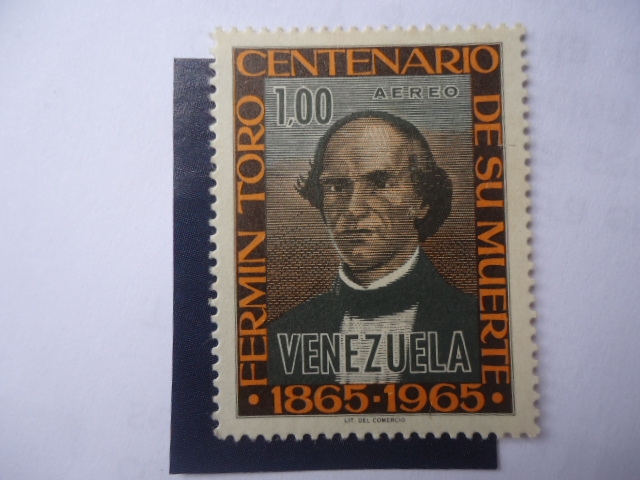 FERMIN TORO
CENTENARIO
DE SU MUERTE
1,00
AEREO
VENEZUELA
· 1865 · 1965 ·
LIT. DEL COMERCIO